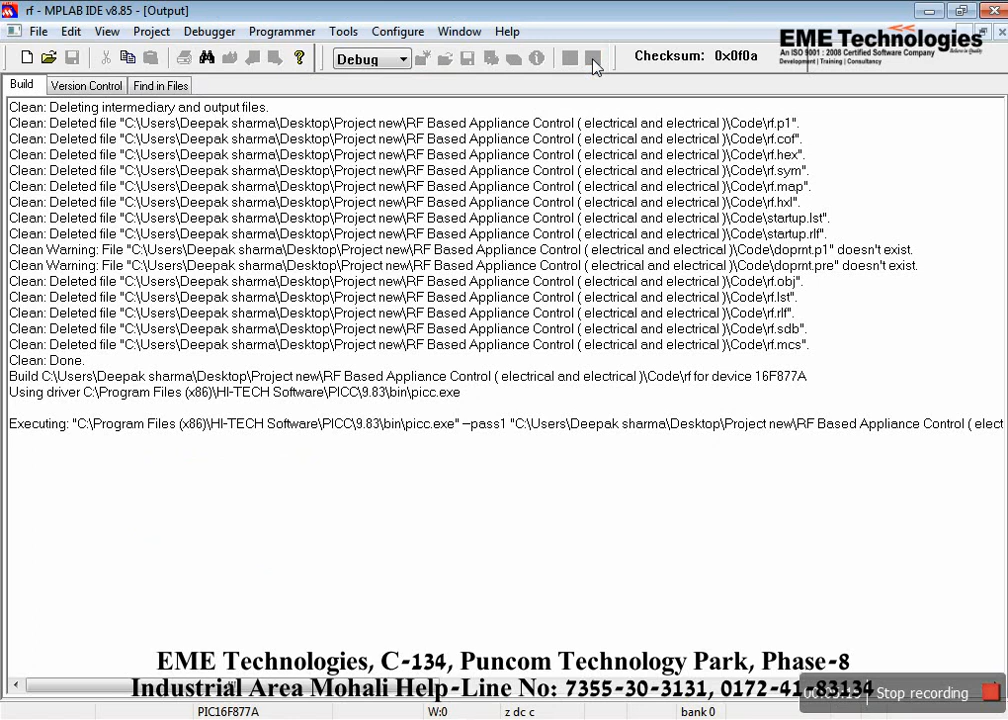 rf - MPLAB IDE v8.85 - [Output]
File Edit View Project Debugger Programmer Tools Configure Window Help
Debug Checksum: 0x0f0a
EME Technologies
An ISO 9001 : 2008 Certified Software Company
Development | Training | Consultancy
Build Version Control Find in Files
Clean: Deleting intermediary and output files.
Clean: Deleted file "C:\Users\Deepak sharma\Desktop\Project new\RF Based Appliance Control ( electrical and electrical )\Code\rf.p1".
Clean: Deleted file "C:\Users\Deepak sharma\Desktop\Project new\RF Based Appliance Control ( electrical and electrical )\Code\rf.cof".
Clean: Deleted file "C:\Users\Deepak sharma\Desktop\Project new\RF Based Appliance Control ( electrical and electrical )\Code\rf.hex".
Clean: Deleted file "C:\Users\Deepak sharma\Desktop\Project new\RF Based Appliance Control ( electrical and electrical )\Code\rf.sym".
Clean: Deleted file "C:\Users\Deepak sharma\Desktop\Project new\RF Based Appliance Control ( electrical and electrical )\Code\rf.map".
Clean: Deleted file "C:\Users\Deepak sharma\Desktop\Project new\RF Based Appliance Control ( electrical and electrical )\Code\rf.hxl".
Clean: Deleted file "C:\Users\Deepak sharma\Desktop\Project new\RF Based Appliance Control ( electrical and electrical )\Code\startup.lst".
Clean: Deleted file "C:\Users\Deepak sharma\Desktop\Project new\RF Based Appliance Control ( electrical and electrical )\Code\startup.rlf".
Clean Warning: File "C:\Users\Deepak sharma\Desktop\Project new\RF Based Appliance Control ( electrical and electrical )\Code\doprnt.p1" doesn't exist.
Clean Warning: File "C:\Users\Deepak sharma\Desktop\Project new\RF Based Appliance Control ( electrical and electrical )\Code\doprnt.pre" doesn't exist.
Clean: Deleted file "C:\Users\Deepak sharma\Desktop\Project new\RF Based Appliance Control ( electrical and electrical )\Code\rf.obj".
Clean: Deleted file "C:\Users\Deepak sharma\Desktop\Project new\RF Based Appliance Control ( electrical and electrical )\Code\rf.lst".
Clean: Deleted file "C:\Users\Deepak sharma\Desktop\Project new\RF Based Appliance Control ( electrical and electrical )\Code\rf.rlf".
Clean: Deleted file "C:\Users\Deepak sharma\Desktop\Project new\RF Based Appliance Control ( electrical and electrical )\Code\rf.sdb".
Clean: Deleted file "C:\Users\Deepak sharma\Desktop\Project new\RF Based Appliance Control ( electrical and electrical )\Code\rf.mcs".
Clean: Done.
Build C:\Users\Deepak sharma\Desktop\Project new\RF Based Appliance Control ( electrical and electrical )\Code\rf for device 16F877A
Using driver C:\Program Files (x86)\HI-TECH Software\PICC\9.83\bin\picc.exe
Executing: "C:\Program Files (x86)\HI-TECH Software\PICC\9.83\bin\picc.exe" --pass1 "C:\Users\Deepak sharma\Desktop\Project new\RF Based Appliance Control ( elect
EME Technologies, C-134, Puncom Technology Park, Phase-8
Industrial Area Mohali Help-Line No: 7355-30-3131, 0172-41-83134
Stop recording
PIC16F877A W:0 z dc c bank 0